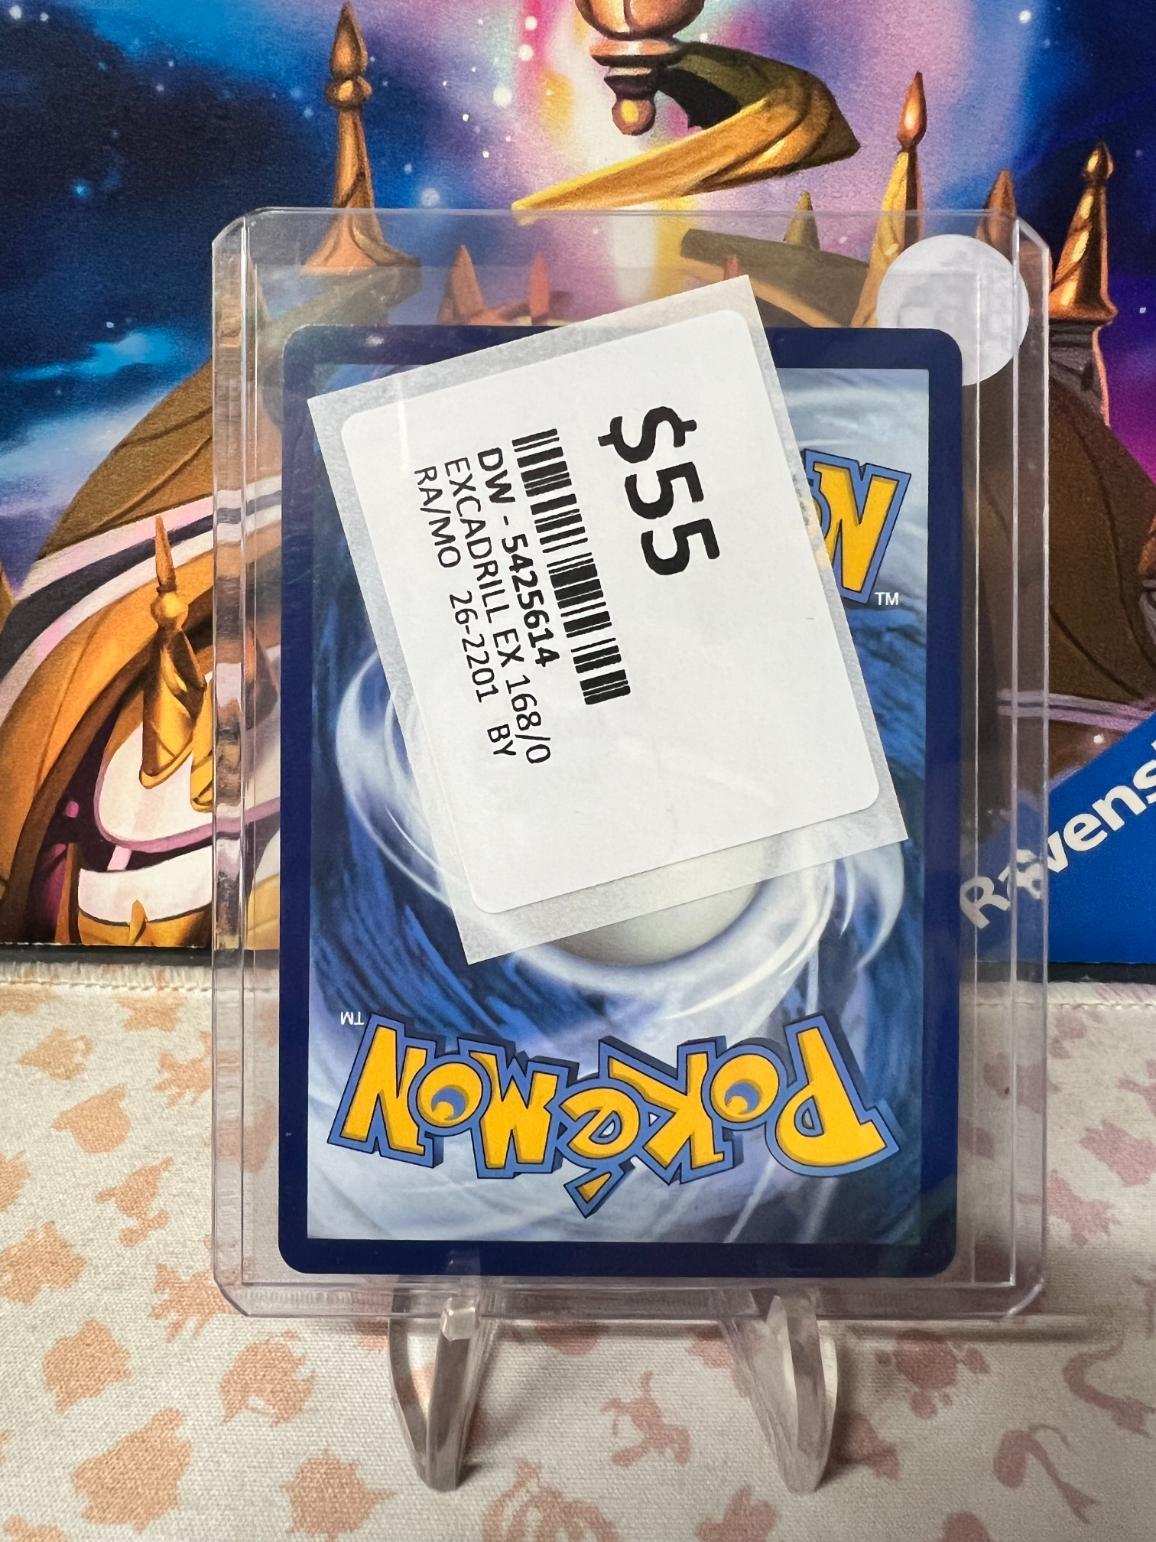 $55
DW - 5425614
EXCADRILL EX 168/0
RA/MO 26-2201 BY
N
TM
Ravens
TM
POKéMON